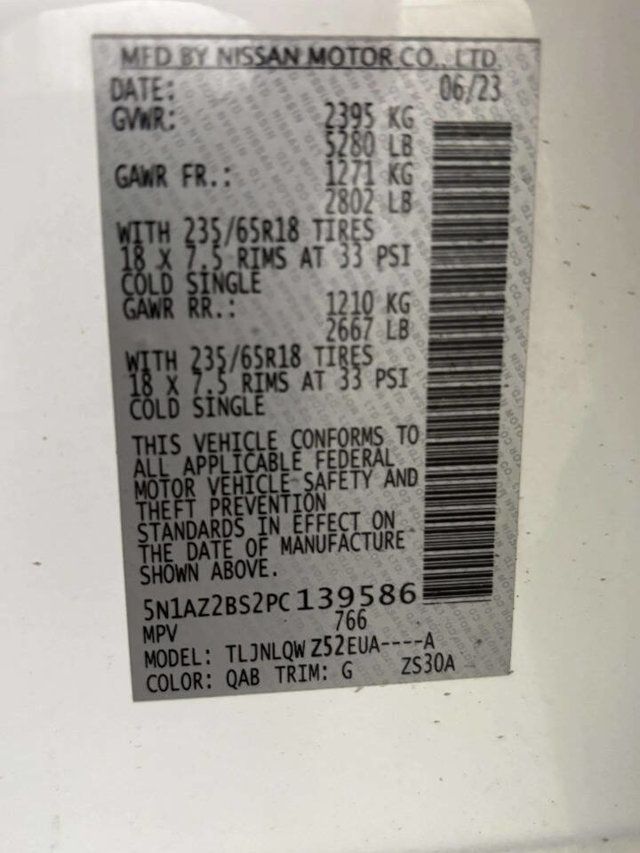 MFD BY NISSAN MOTOR CO., LTD.
DATE: 06/23
GVWR: 2395 KG
5280 LB
GAWR FR.: 1271 KG
2802 LB
WITH 235/65R18 TIRES
18 X 7.5 RIMS AT 33 PSI
COLD SINGLE
GAWR RR.: 1210 KG
2667 LB
WITH 235/65R18 TIRES
18 X 7.5 RIMS AT 33 PSI
COLD SINGLE
THIS VEHICLE CONFORMS TO
ALL APPLICABLE FEDERAL
MOTOR VEHICLE SAFETY AND
THEFT PREVENTION
STANDARDS IN EFFECT ON
THE DATE OF MANUFACTURE
SHOWN ABOVE.
5N1AZ2BS2PC139586
MPV 766
MODEL: TLJNLQW Z52EUA----A
COLOR: QAB TRIM: G ZS30A